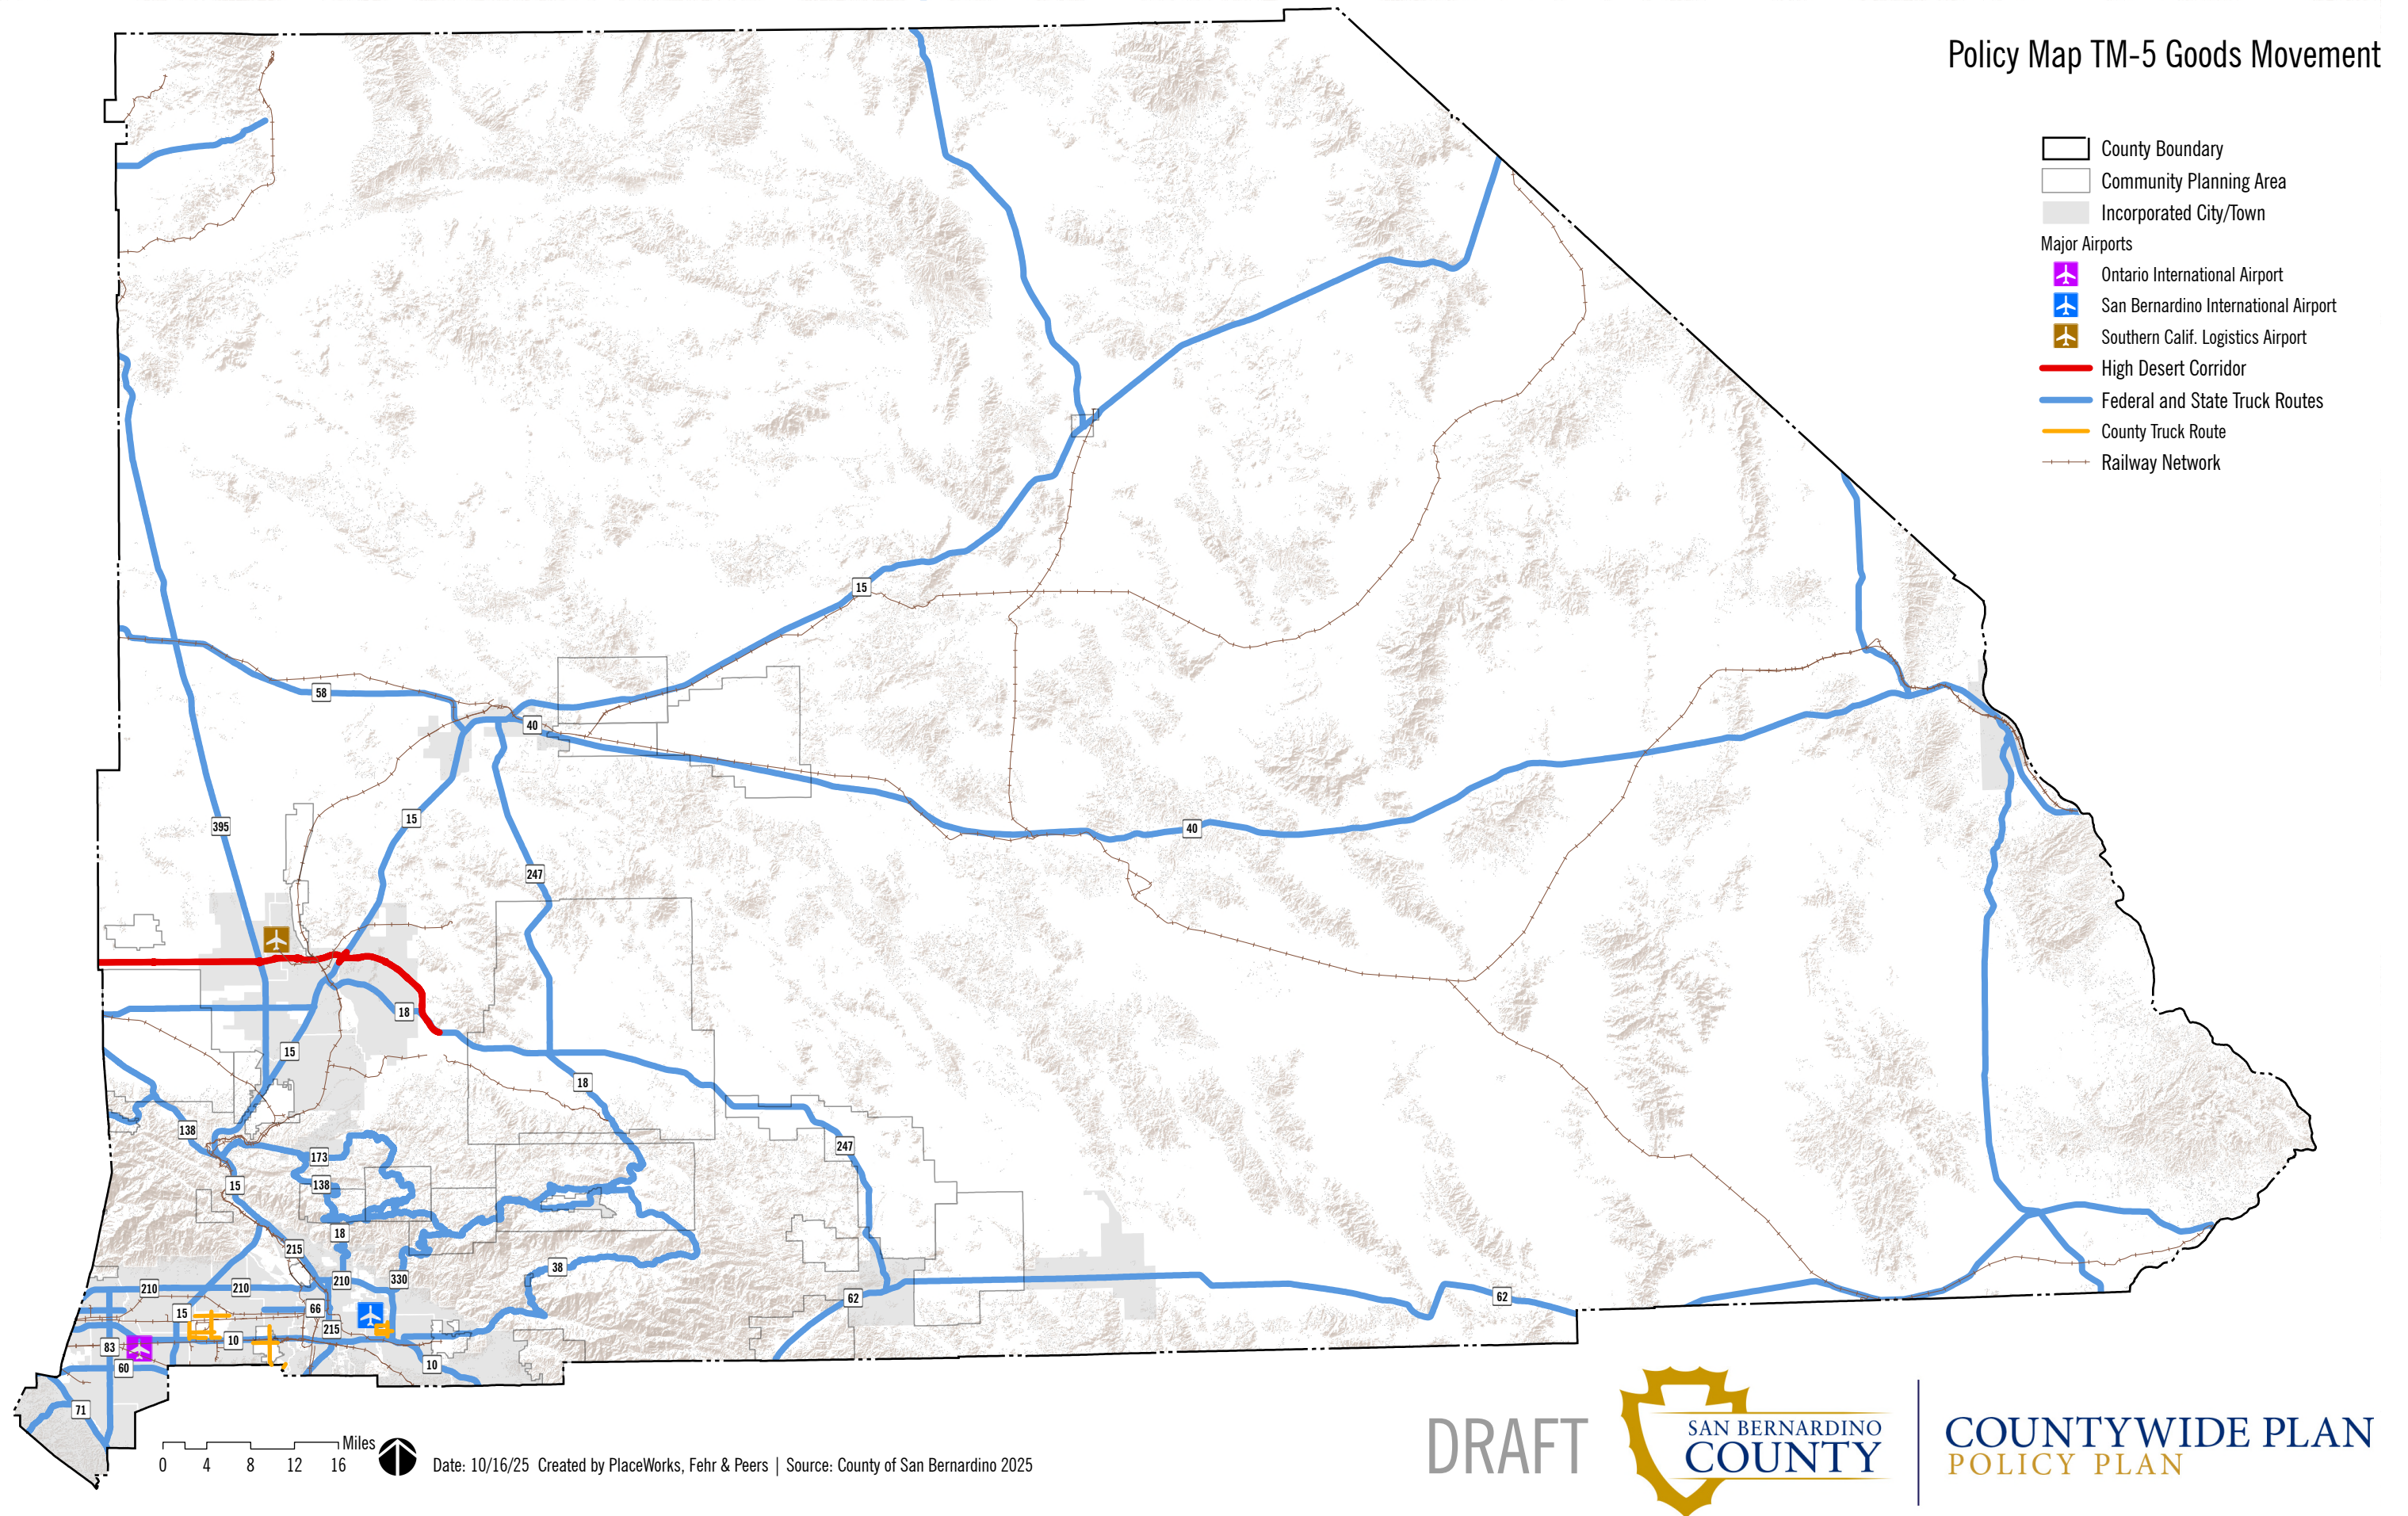 Policy Map TM-5 Goods Movement
County Boundary
Community Planning Area
Incorporated City/Town
Major Airports
Ontario International Airport
San Bernardino International Airport
Southern Calif. Logistics Airport
High Desert Corridor
Federal and State Truck Routes
County Truck Route
Railway Network
15
58
40
15
395
40
247
18
15
18
138
247
173
138
15
18
215
38
210
330
210
210
62
62
66
15
215
10
83
10
60
71
Miles
0 4 8 12 16
Date: 10/16/25 Created by PlaceWorks, Fehr & Peers | Source: County of San Bernardino 2025
DRAFT
SAN BERNARDINO
COUNTY
COUNTYWIDE PLAN
POLICY PLAN